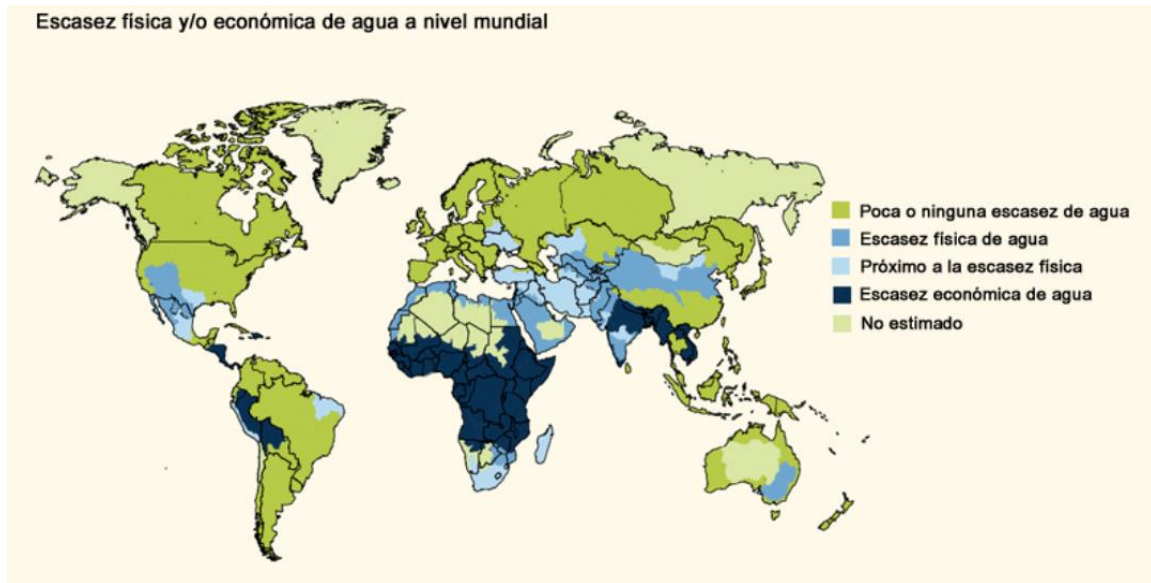 Escasez física y/o económica de agua a nivel mundial
Poca o ninguna escasez de agua
Escasez física de agua
Próximo a la escasez física
Escasez económica de agua
No estimado